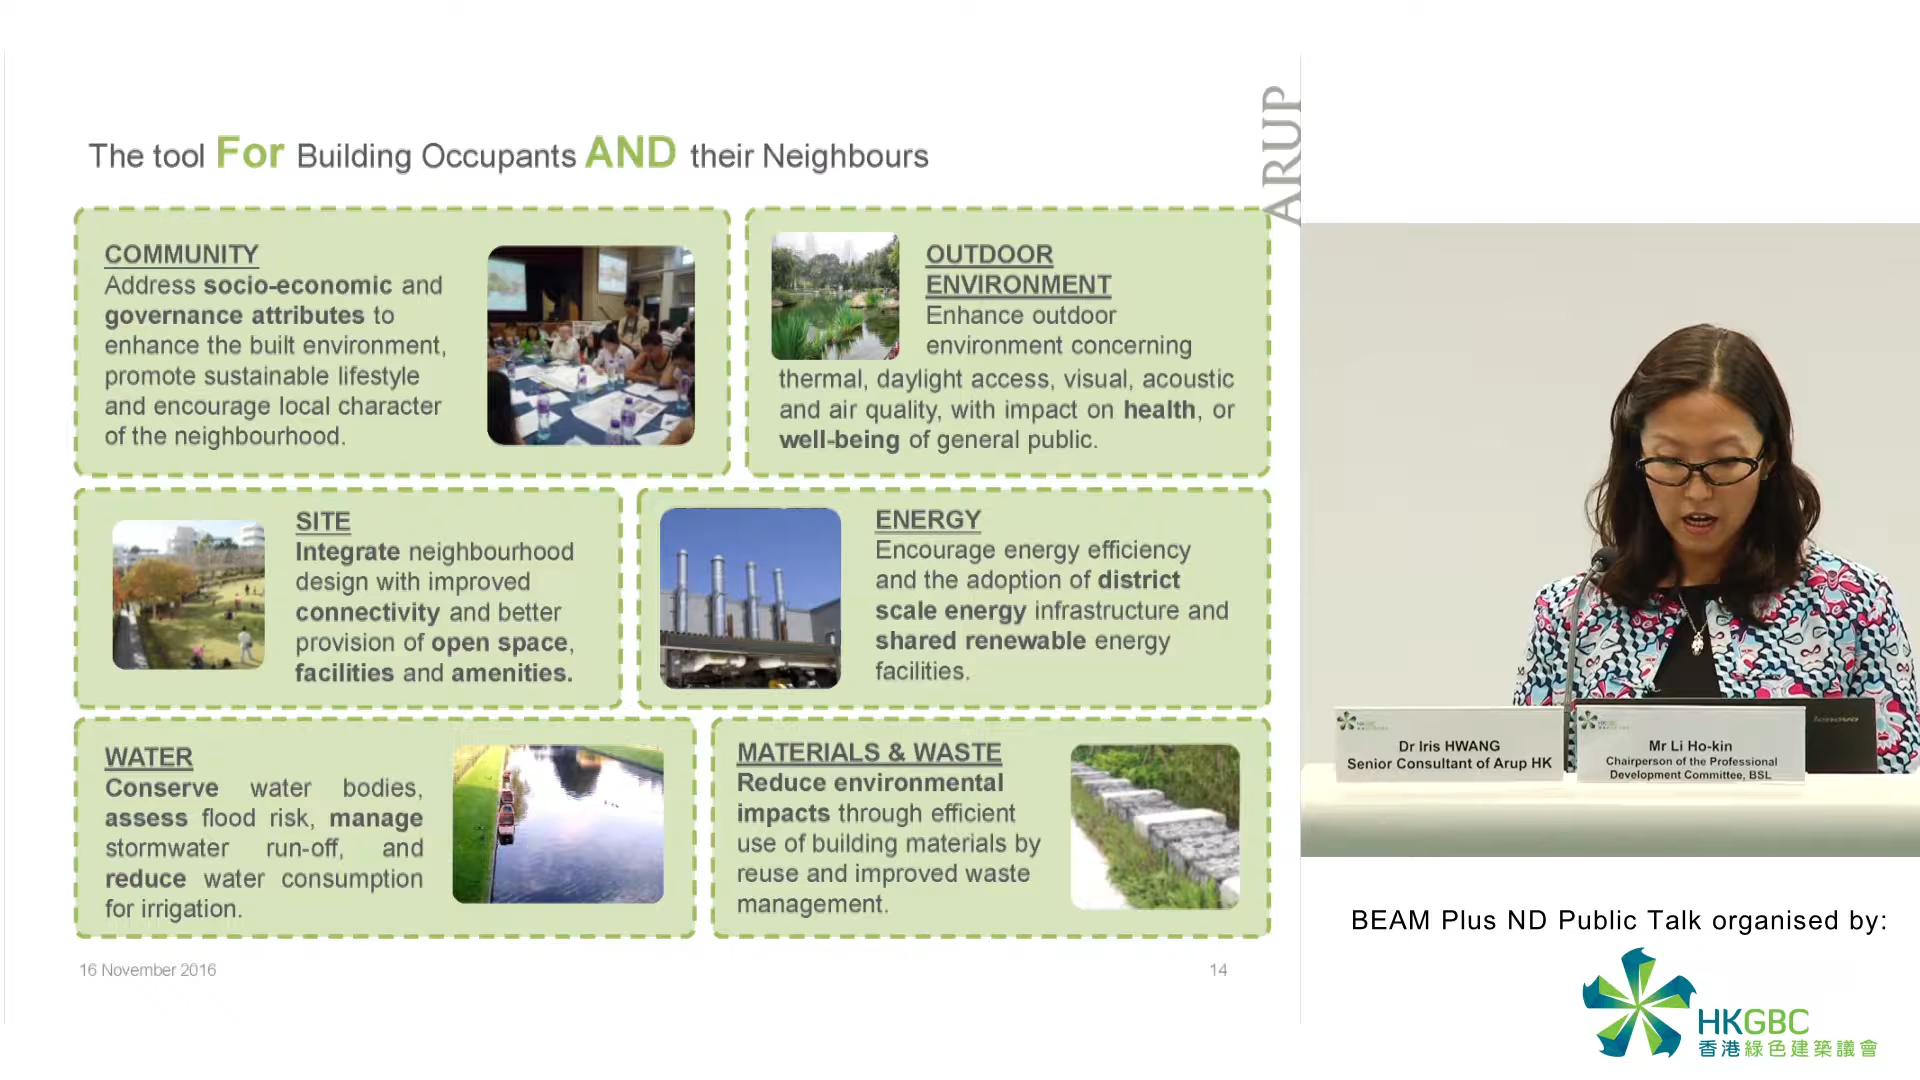 ARUP
The tool For Building Occupants AND their Neighbours
COMMUNITY
Address socio-economic and
governance attributes to
enhance the built environment,
promote sustainable lifestyle
and encourage local character
of the neighbourhood.
OUTDOOR
ENVIRONMENT
Enhance outdoor
environment concerning
thermal, daylight access, visual, acoustic
and air quality, with impact on health, or
well-being of general public.
SITE
Integrate neighbourhood
design with improved
connectivity and better
provision of open space,
facilities and amenities.
ENERGY
Encourage energy efficiency
and the adoption of district
scale energy infrastructure and
shared renewable energy
facilities.
WATER
Conserve water bodies,
assess flood risk, manage
stormwater run-off, and
reduce water consumption
for irrigation.
MATERIALS & WASTE
Reduce environmental
impacts through efficient
use of building materials by
reuse and improved waste
management.
16 November 2016
14
HKGBC
Dr Iris HWANG
Senior Consultant of Arup HK
HKGBC
Mr Li Ho-kin
Chairperson of the Professional
Development Committee, BSL
lenovo
BEAM Plus ND Public Talk organised by:
HKGBC
香港綠色建築議會